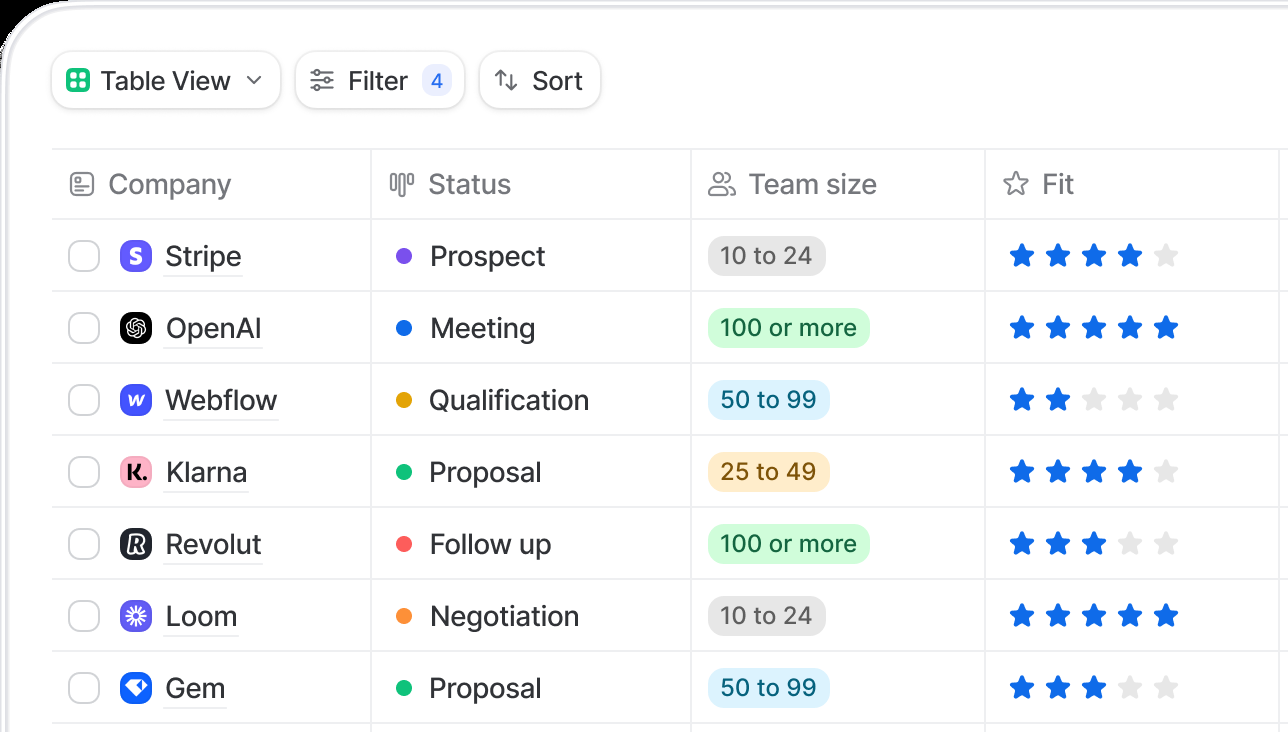 Table View Filter 4 Sort
Company Status Team size Fit
S Stripe Prospect 10 to 24
OpenAI Meeting 100 or more
W Webflow Qualification 50 to 99
K. Klarna Proposal 25 to 49
R Revolut Follow up 100 or more
Loom Negotiation 10 to 24
Gem Proposal 50 to 99